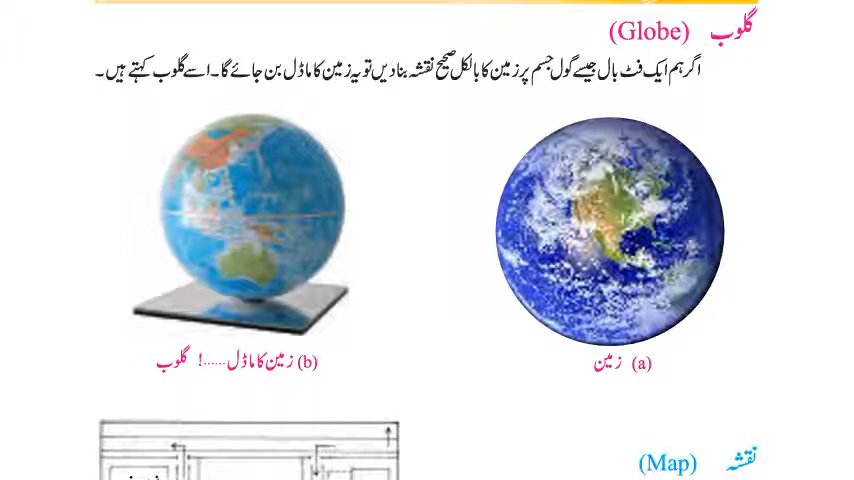 گلوب (Globe)
اگر ہم ایک فٹ بال جیسے گول جسم پر زمین کا بالکل صحیح نقشہ بنا دیں تو یہ زمین کا ماڈل بن جائے گا۔ اسے گلوب کہتے ہیں۔
(a) زمین
(b) زمین کا ماڈل ......! گلوب
نقشہ (Map)